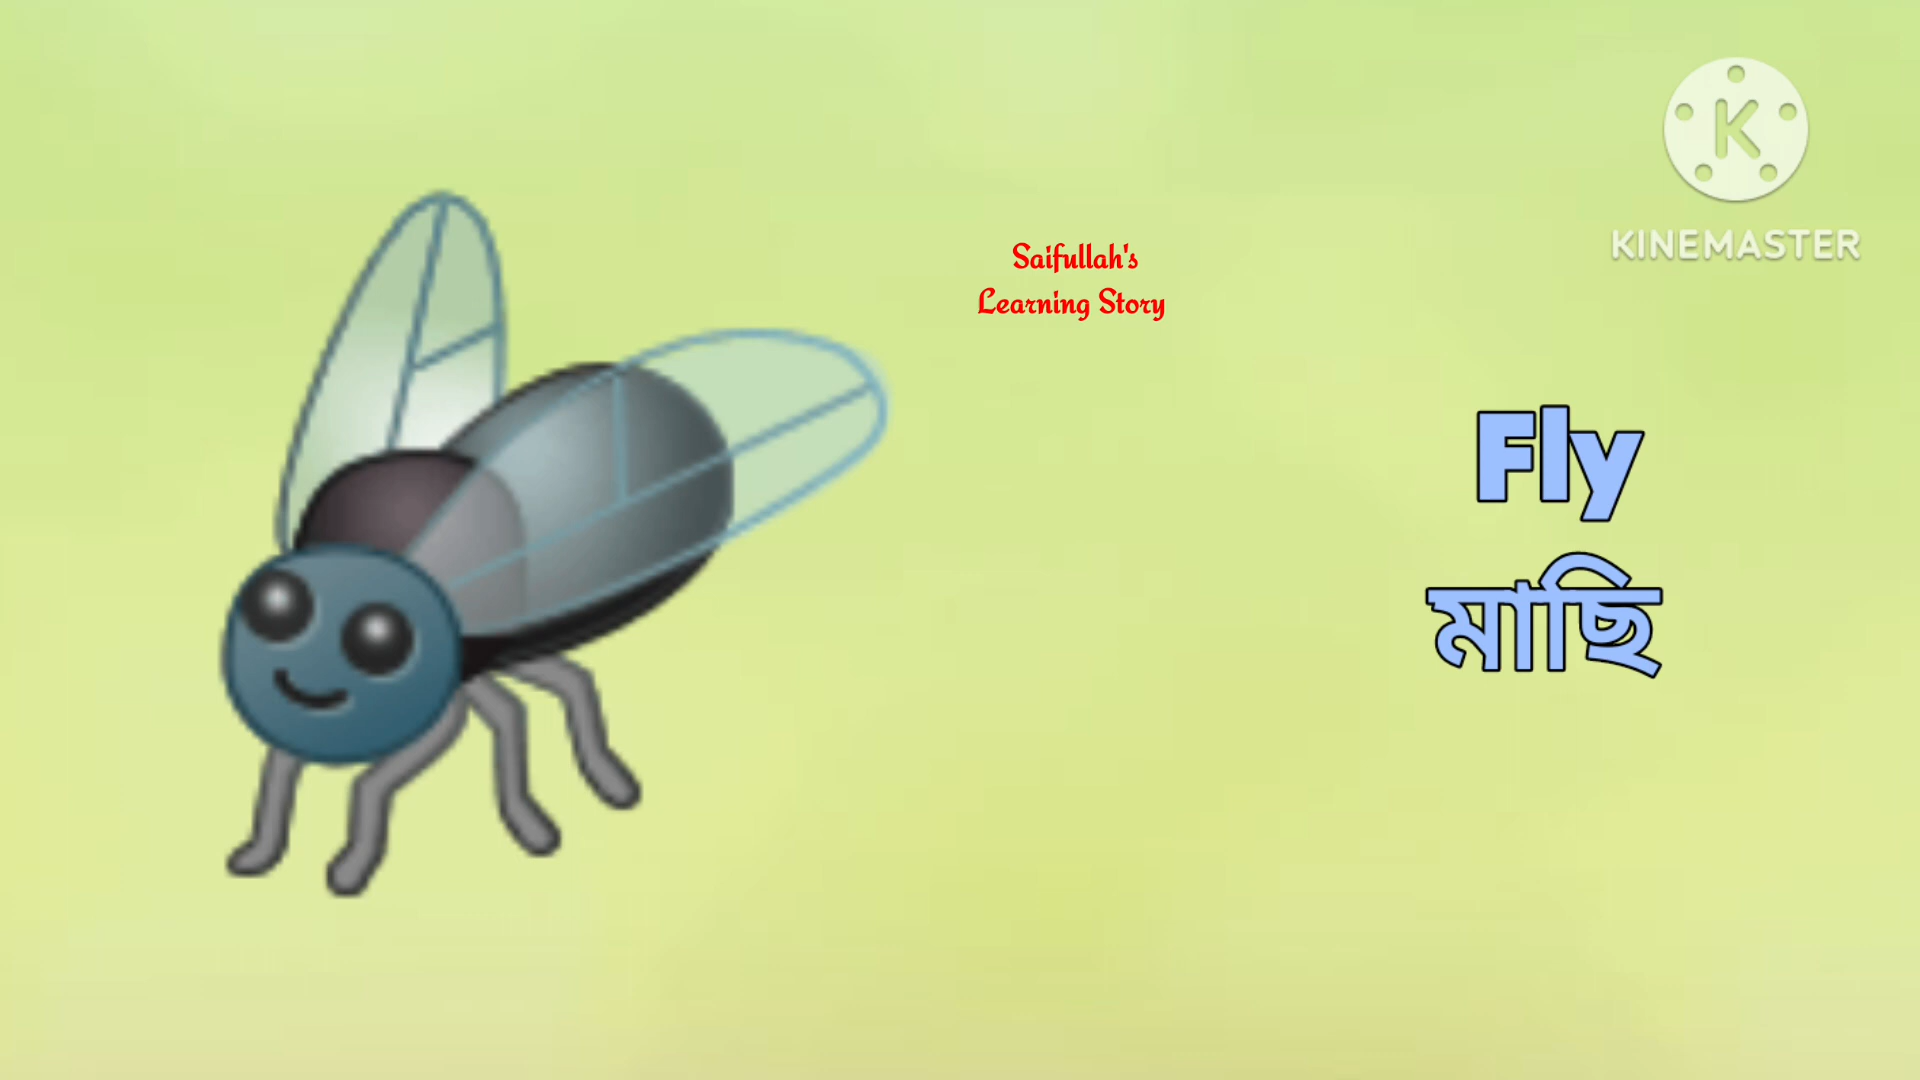 KINEMASTER
Saifullah's
Learning Story
Fly
মাছি